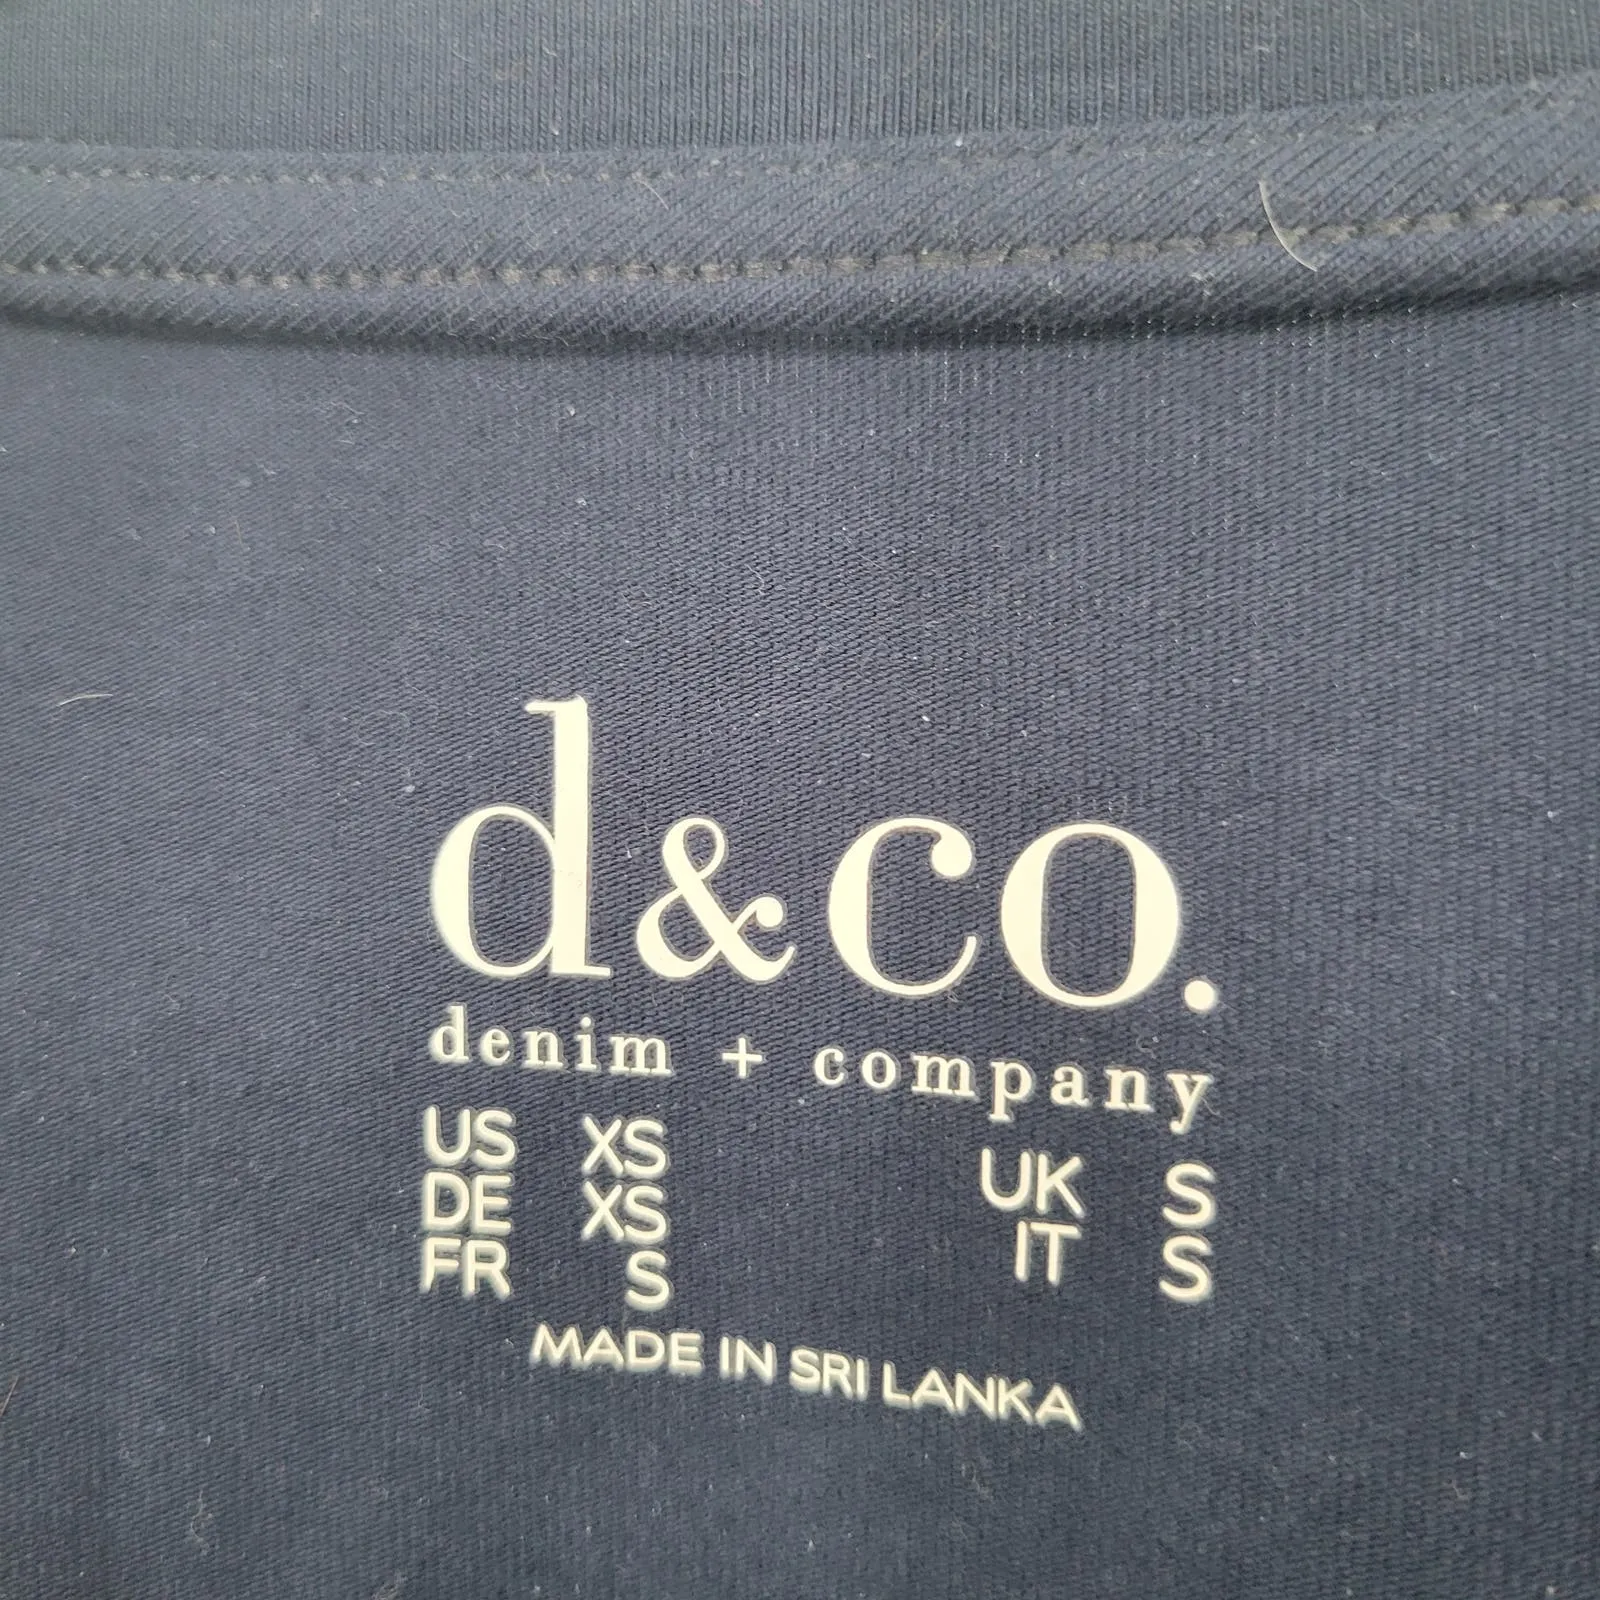 d&co.
denim + company
US XS UK S
DE XS IT S
FR S
MADE IN SRI LANKA